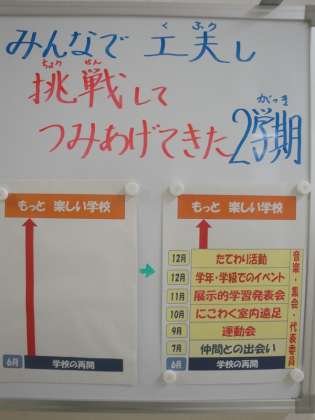 みんなで 工夫し
くふう
挑戦して
ちょうせん
つみあげてきた 2学期
がっき
もっと 楽しい学校
6月 学校の再開
もっと 楽しい学校
12月 たてわり活動
12月 学年・学級でのイベント
11月 展示的学習発表会
10月 にこわく室内遠足
9月 運動会
7月 仲間との出会い
6月 学校の再開
音楽・集会・代表委員